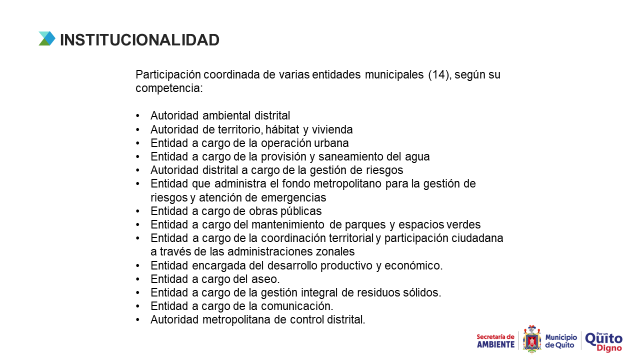 INSTITUCIONALIDAD
Participación coordinada de varias entidades municipales (14), según su
competencia:
• Autoridad ambiental distrital
• Autoridad de territorio, hábitat y vivienda
• Entidad a cargo de la operación urbana
• Entidad a cargo de la provisión y saneamiento del agua
• Autoridad distrital a cargo de la gestión de riesgos
• Entidad que administra el fondo metropolitano para la gestión de
riesgos y atención de emergencias
• Entidad a cargo de obras públicas
• Entidad a cargo del mantenimiento de parques y espacios verdes
• Entidad a cargo de la coordinación territorial y participación ciudadana
a través de las administraciones zonales
• Entidad encargada del desarrollo productivo y económico.
• Entidad a cargo del aseo.
• Entidad a cargo de la gestión integral de residuos sólidos.
• Entidad a cargo de la comunicación.
• Autoridad metropolitana de control distrital.
Secretaría de
AMBIENTE
Municipio
de Quito
Por un
Quito
Digno